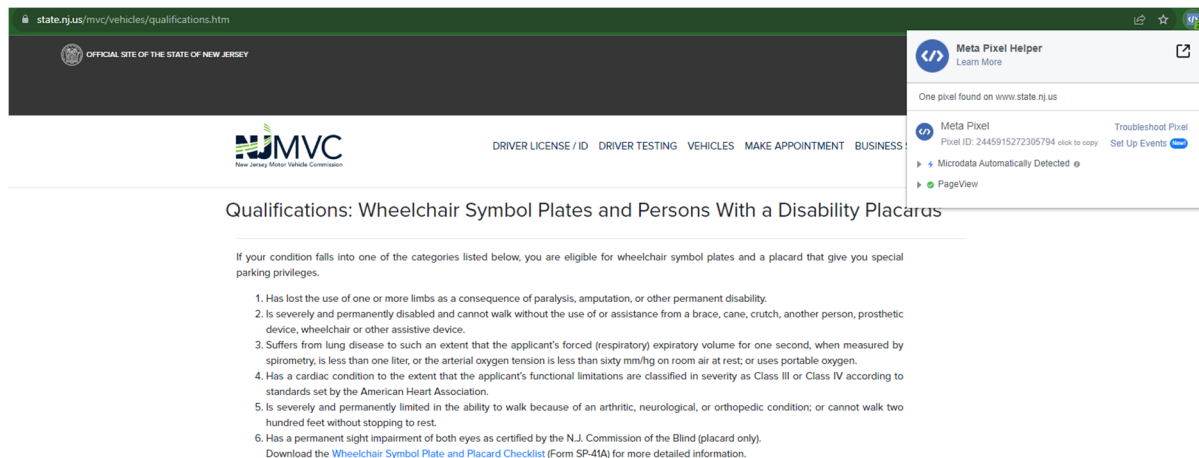 state.nj.us/mvc/vehicles/qualifications.htm
OFFICIAL SITE OF THE STATE OF NEW JERSEY
Meta Pixel Helper
Learn More
One pixel found on www.state.nj.us
Meta Pixel
Troubleshoot Pixel
Pixel ID: 2445915272305794 click to copy
Set Up Events New!
Microdata Automatically Detected
PageView
NJMVC
New Jersey Motor Vehicle Commission
DRIVER LICENSE / ID DRIVER TESTING VEHICLES MAKE APPOINTMENT BUSINESS
Qualifications: Wheelchair Symbol Plates and Persons With a Disability Placards
If your condition falls into one of the categories listed below, you are eligible for wheelchair symbol plates and a placard that give you special
parking privileges.
1. Has lost the use of one or more limbs as a consequence of paralysis, amputation, or other permanent disability.
2. Is severely and permanently disabled and cannot walk without the use of or assistance from a brace, cane, crutch, another person, prosthetic
device, wheelchair or other assistive device.
3. Suffers from lung disease to such an extent that the applicant's forced (respiratory) expiratory volume for one second, when measured by
spirometry, is less than one liter, or the arterial oxygen tension is less than sixty mm/hg on room air at rest; or uses portable oxygen.
4. Has a cardiac condition to the extent that the applicant's functional limitations are classified in severity as Class III or Class IV according to
standards set by the American Heart Association.
5. Is severely and permanently limited in the ability to walk because of an arthritic, neurological, or orthopedic condition; or cannot walk two
hundred feet without stopping to rest.
6. Has a permanent sight impairment of both eyes as certified by the N.J. Commission of the Blind (placard only).
Download the Wheelchair Symbol Plate and Placard Checklist (Form SP-41A) for more detailed information.